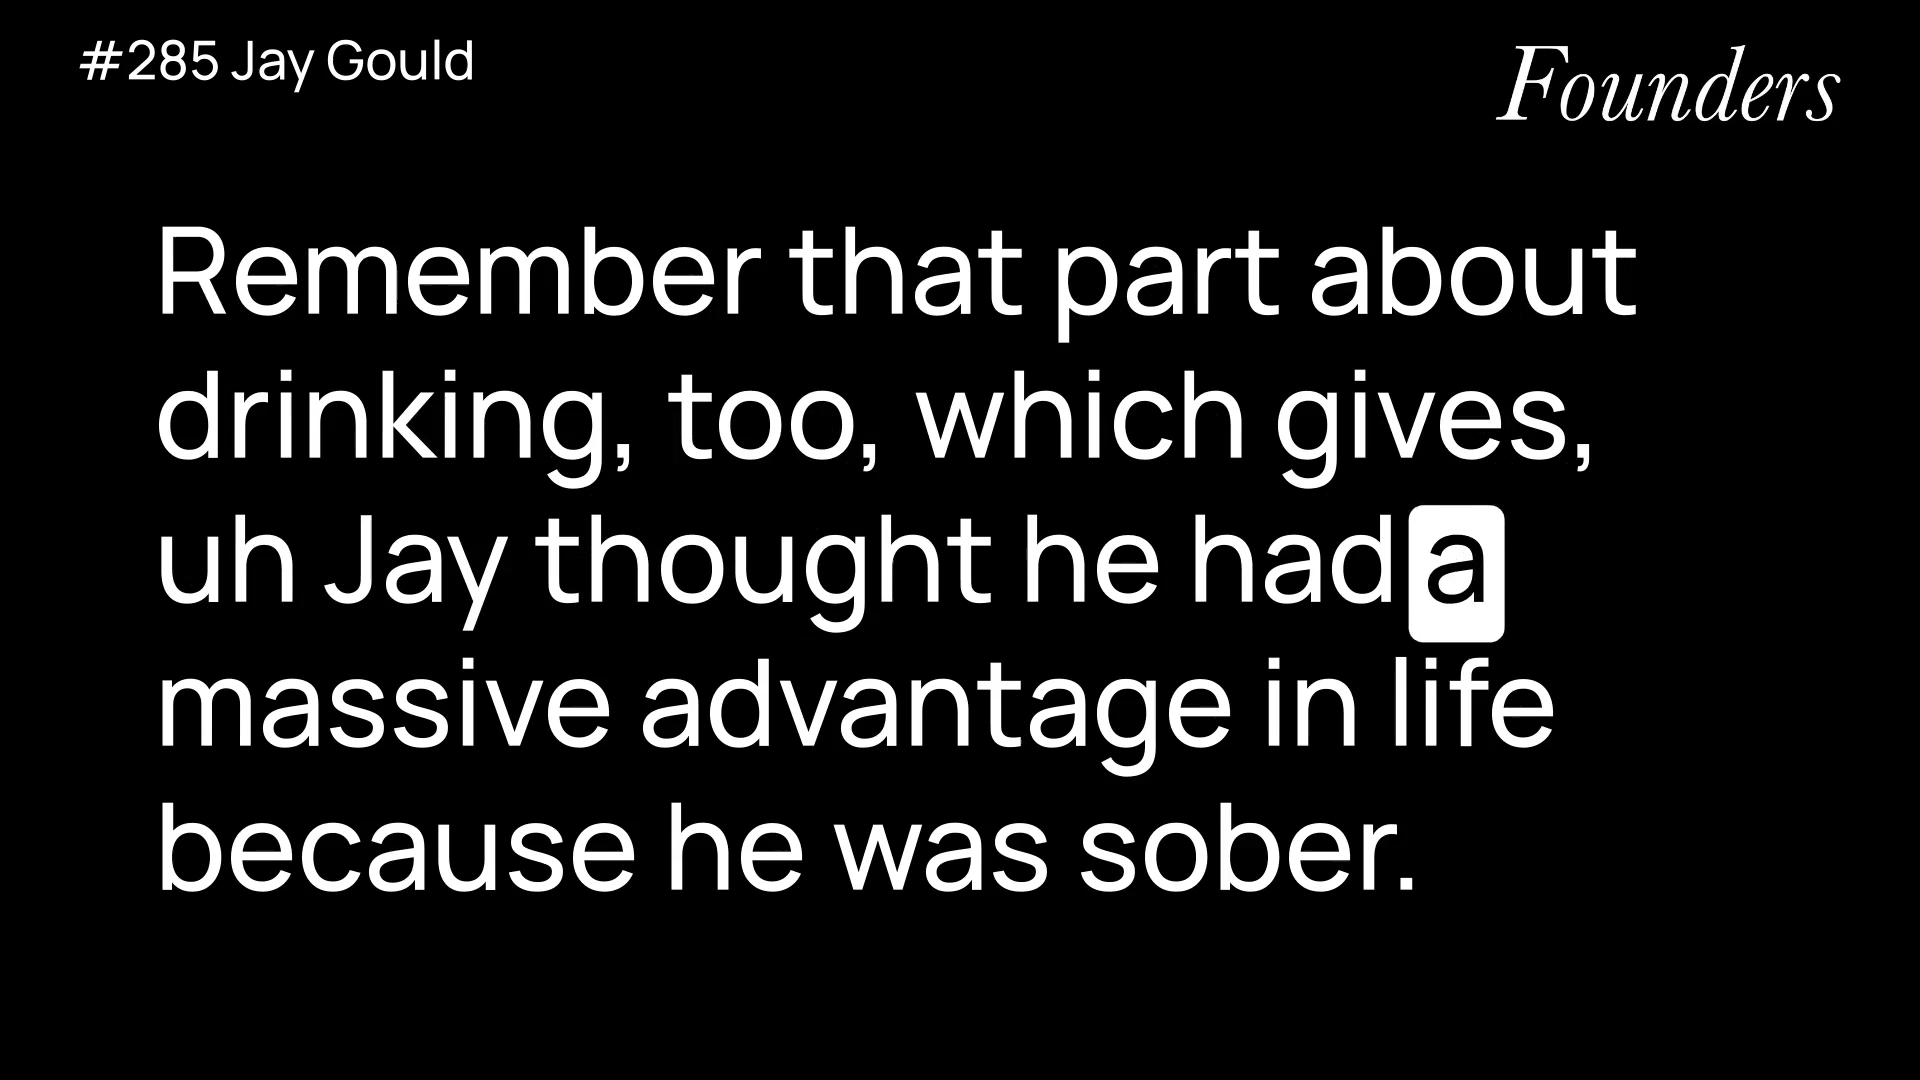 #285 Jay Gould
Founders
Remember that part about
drinking, too, which gives,
uh Jay thought he had a
massive advantage in life
because he was sober.